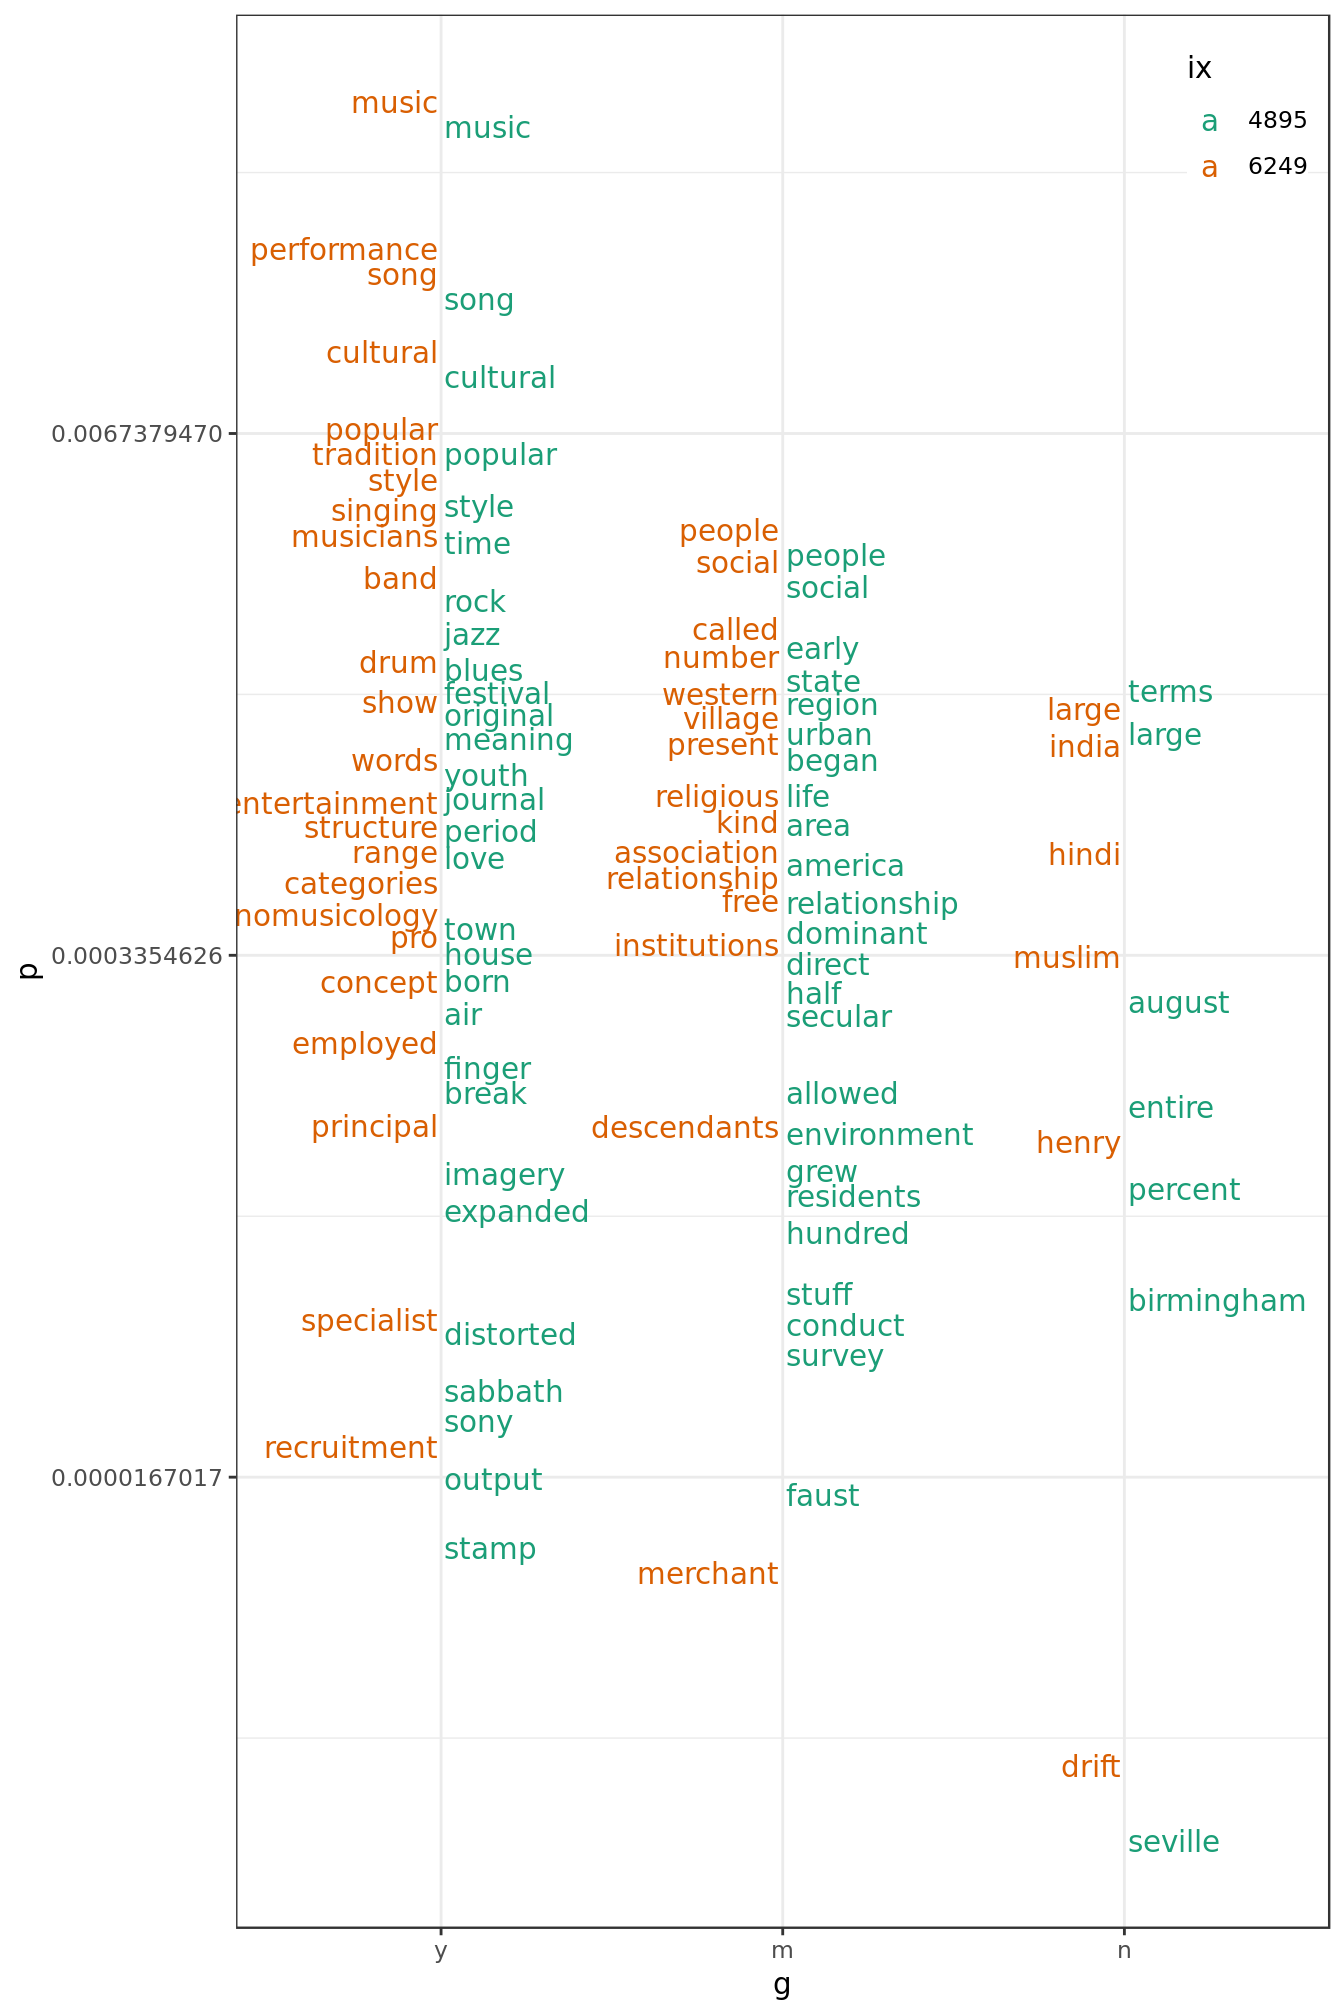 ix
a 4895
a 6249
music
music
performance
song
song
cultural
cultural
0.0067379470
popular
tradition
popular
style
style
singing
musicians
time
band
rock
jazz
drum
blues
festival
show
original
meaning
words
youth
entertainment
journal
structure
period
range
love
categories
nomusicology
town
pro
house
0.0003354626
concept
born
air
employed
finger
break
principal
imagery
expanded
specialist
distorted
sabbath
sony
recruitment
0.0000167017
output
stamp
people
people
social
social
called
early
number
state
western
region
village
urban
present
began
religious
life
kind
area
association
america
relationship
free
relationship
dominant
institutions
direct
half
secular
allowed
descendants
environment
grew
residents
hundred
stuff
conduct
survey
faust
merchant
terms
large
large
india
hindi
muslim
august
entire
henry
percent
birmingham
drift
seville
p
y m n
g